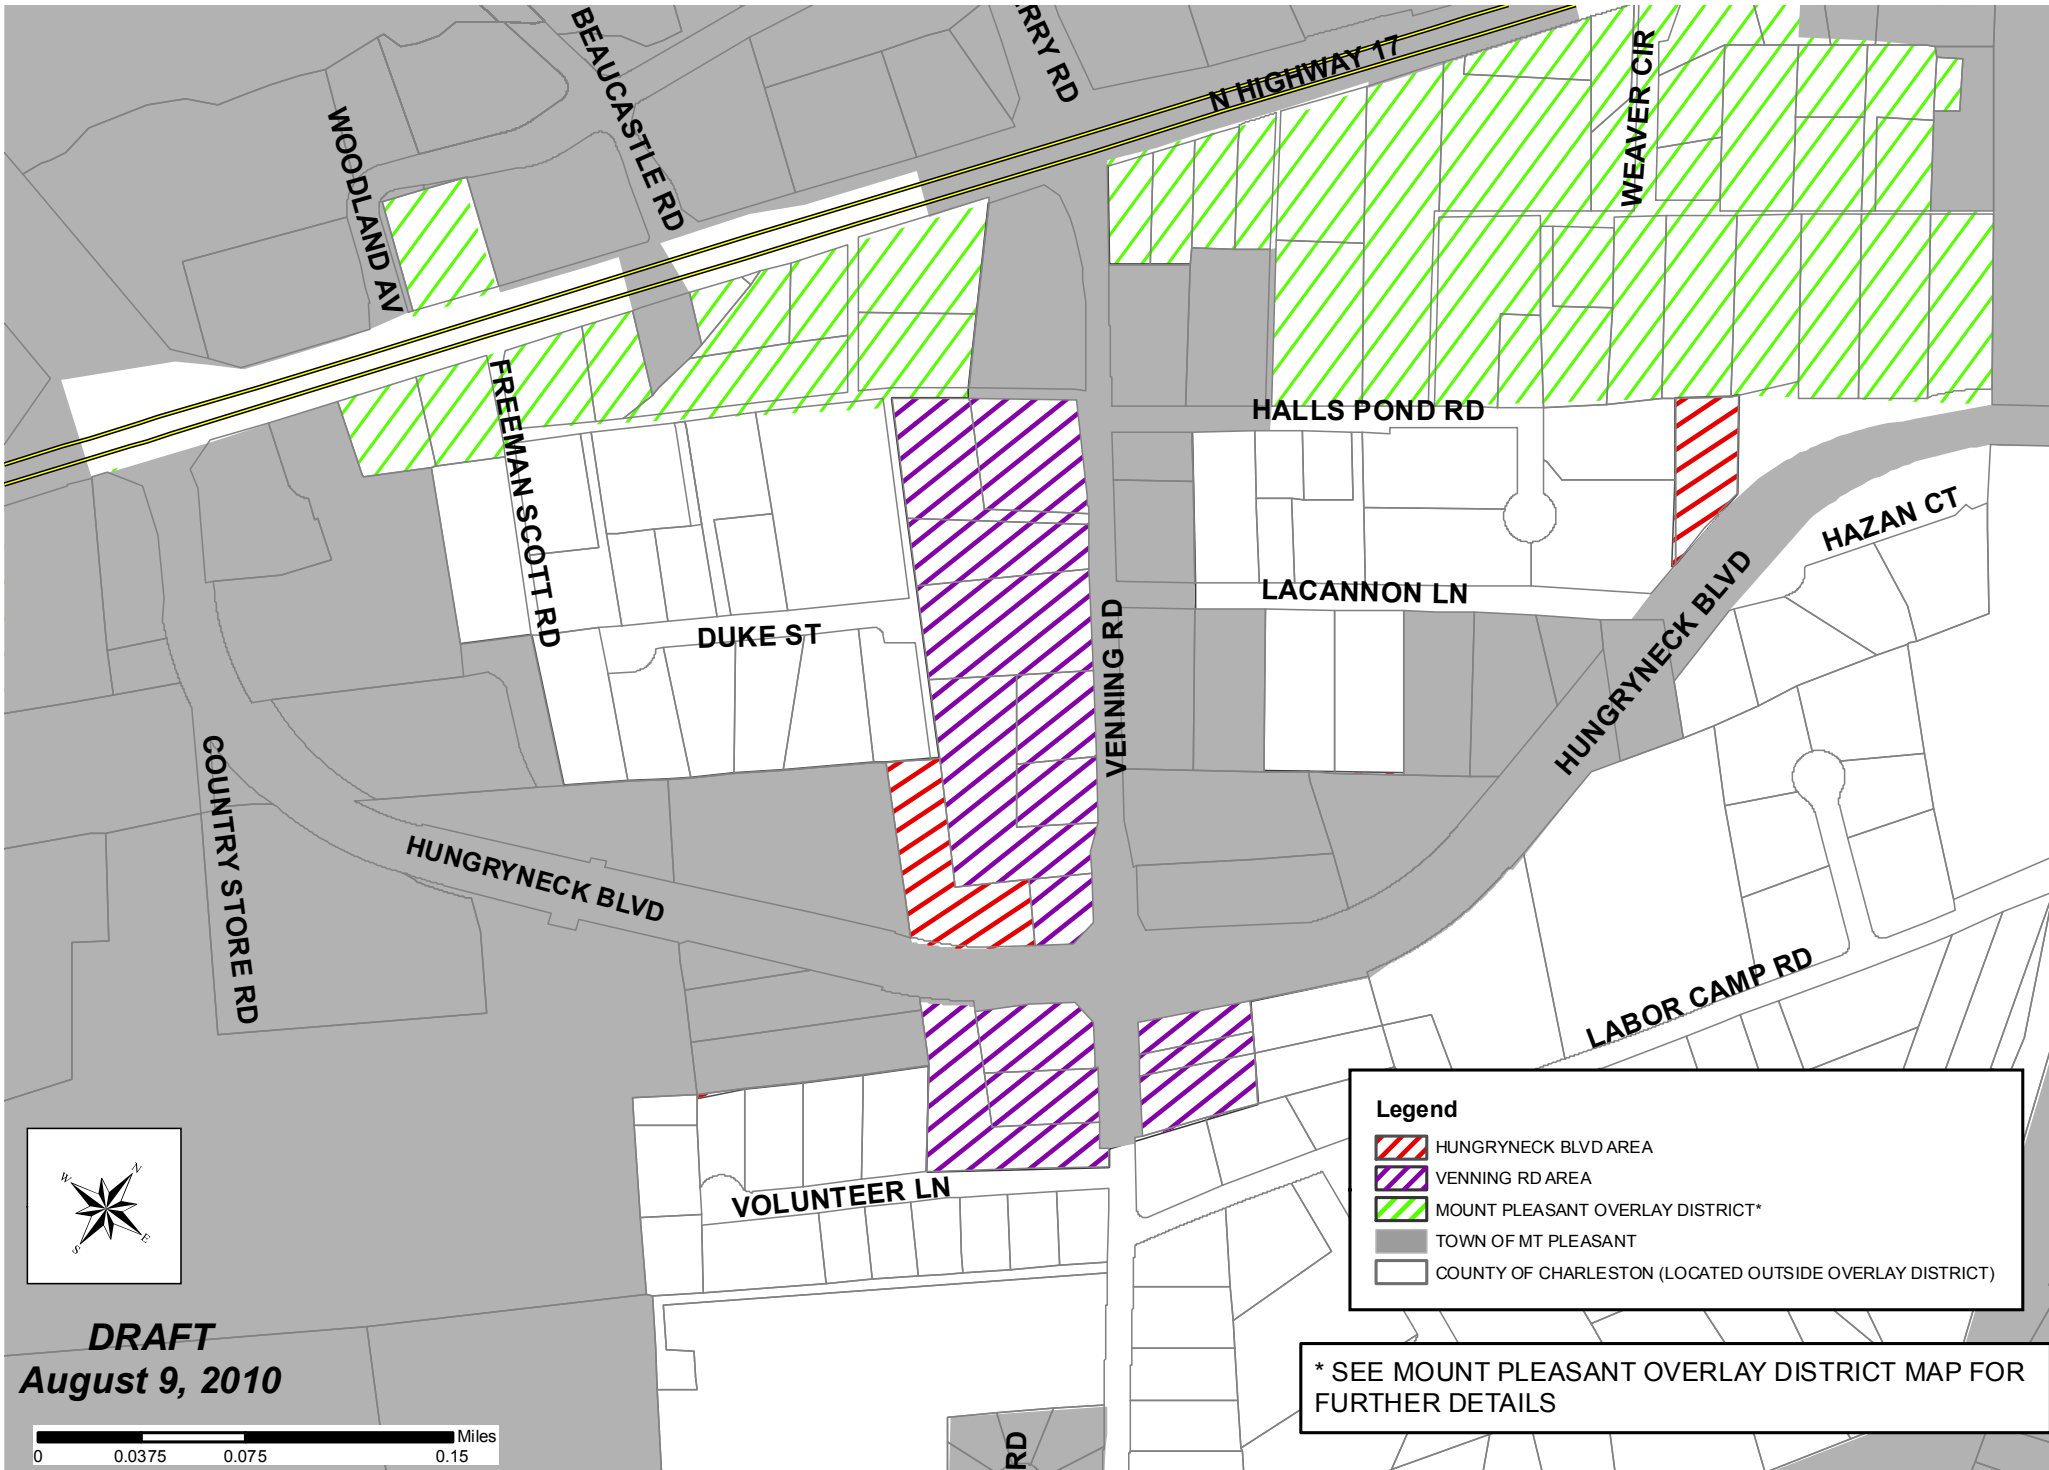 BEAUCASTLE RD
RRY RD
N HIGHWAY 17
WEAVER CIR
WOODLAND AV
FREEMAN SCOTT RD
HALLS POND RD
HAZAN CT
LACANNON LN
DUKE ST
VENNING RD
HUNGRYNECK BLVD
COUNTRY STORE RD
HUNGRYNECK BLVD
LABOR CAMP RD
VOLUNTEER LN
RD
N
W
E
S
Legend
HUNGRYNECK BLVD AREA
VENNING RD AREA
MOUNT PLEASANT OVERLAY DISTRICT*
TOWN OF MT PLEASANT
COUNTY OF CHARLESTON (LOCATED OUTSIDE OVERLAY DISTRICT)
* SEE MOUNT PLEASANT OVERLAY DISTRICT MAP FOR
FURTHER DETAILS
DRAFT
August 9, 2010
Miles
0 0.0375 0.075 0.15